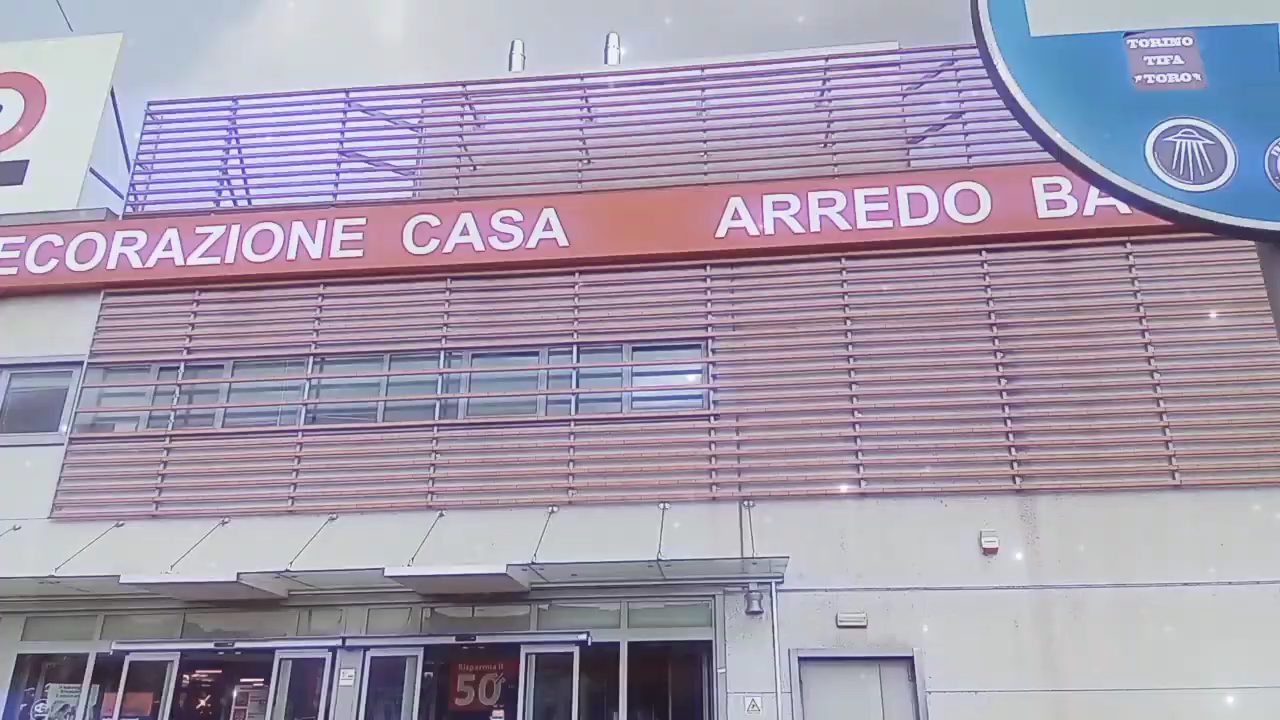 TORINO
TIFA
*TORO*
ECORAZIONE CASA ARREDO BA
Risparmia il
50%